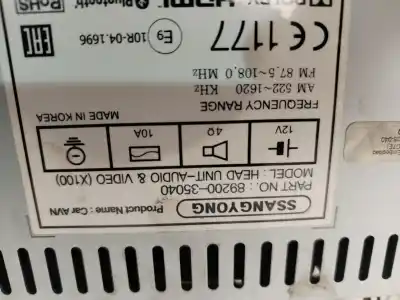 SSANGYONG Product Name : Car AVN
PART NO. : 89200-35040
MODEL : HEAD UNIT-AUDIO & VIDEO (X100)
12V 4Ω 10A
FREQUENCY RANGE MADE IN KOREA
AM 522~1620 KHz
FM 87.5~108.0 MHz
CE 1177 E9 10R-04.1696 EAC
Bluetooth RoHS